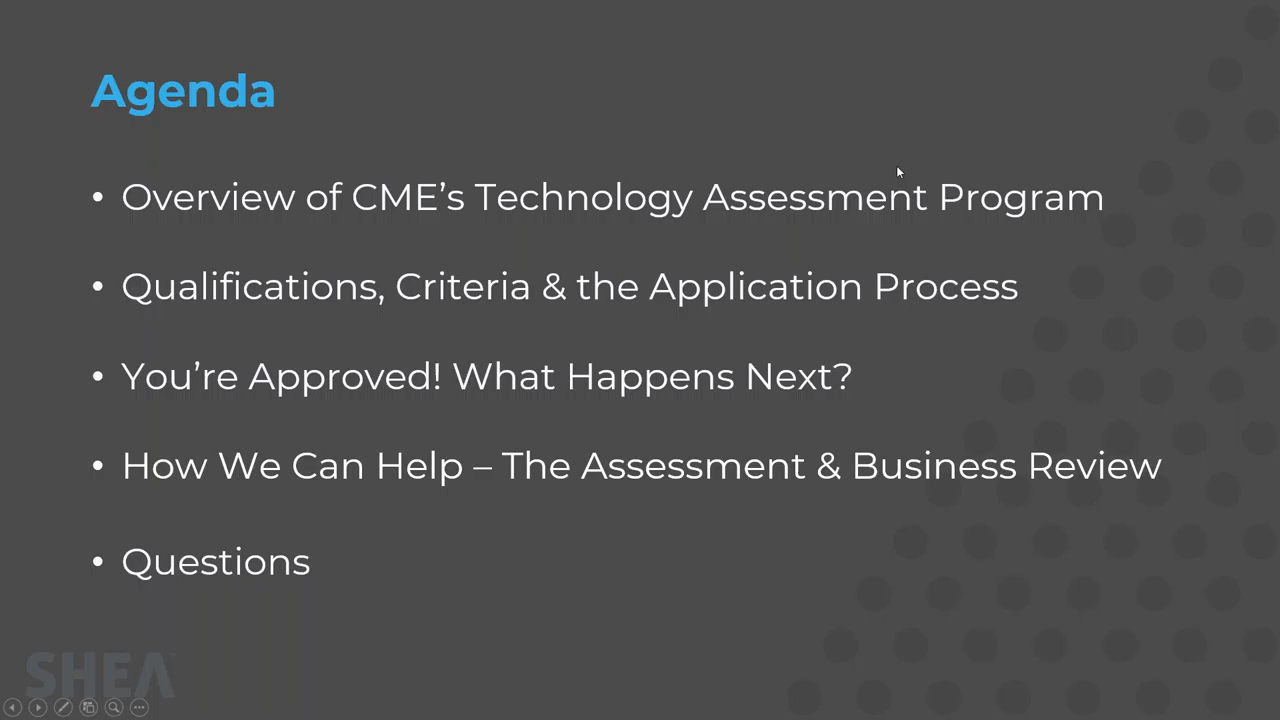 Agenda
• Overview of CME’s Technology Assessment Program
• Qualifications, Criteria & the Application Process
• You’re Approved! What Happens Next?
• How We Can Help – The Assessment & Business Review
• Questions
SHEA™